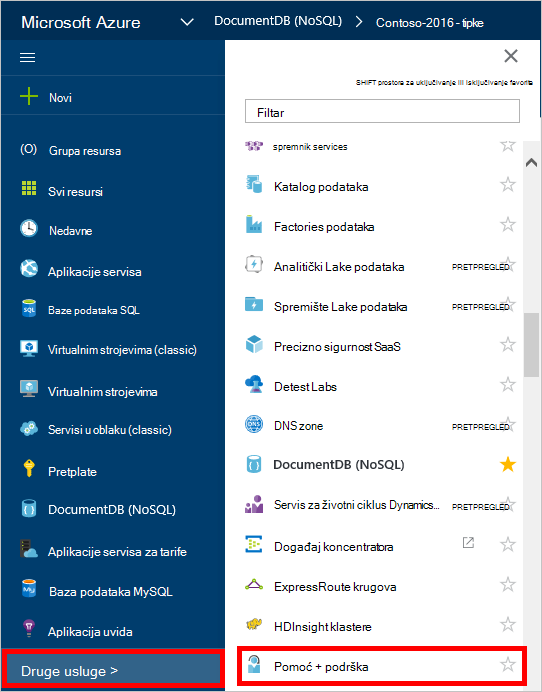 Microsoft Azure DocumentDB (NoSQL) > Contoso-2016 - tipke
Novi
Grupa resursa
Svi resursi
Nedavne
Aplikacije servisa
Baze podataka SQL
Virtualnim strojevima (classic)
Virtualnim strojevima
Servisi u oblaku (classic)
Pretplate
DocumentDB (NoSQL)
Aplikacije servisa za tarife
Baza podataka MySQL
Aplikacija uvida
Druge usluge >
SHIFT prostora za uključivanje ili isključivanje favorita
Filtar
spremnik services
Katalog podataka
Factories podataka
Analitički Lake podataka PRETPREGLED
Spremište Lake podataka PRETPREGLED
Precizno sigurnost SaaS
Detest Labs
DNS zone PRETPREGLED
DocumentDB (NoSQL)
Servis za životni ciklus Dynamics... PRETPREGLED
Događaj koncentratora
ExpressRoute krugova
HDInsight klastere
Pomoć + podrška